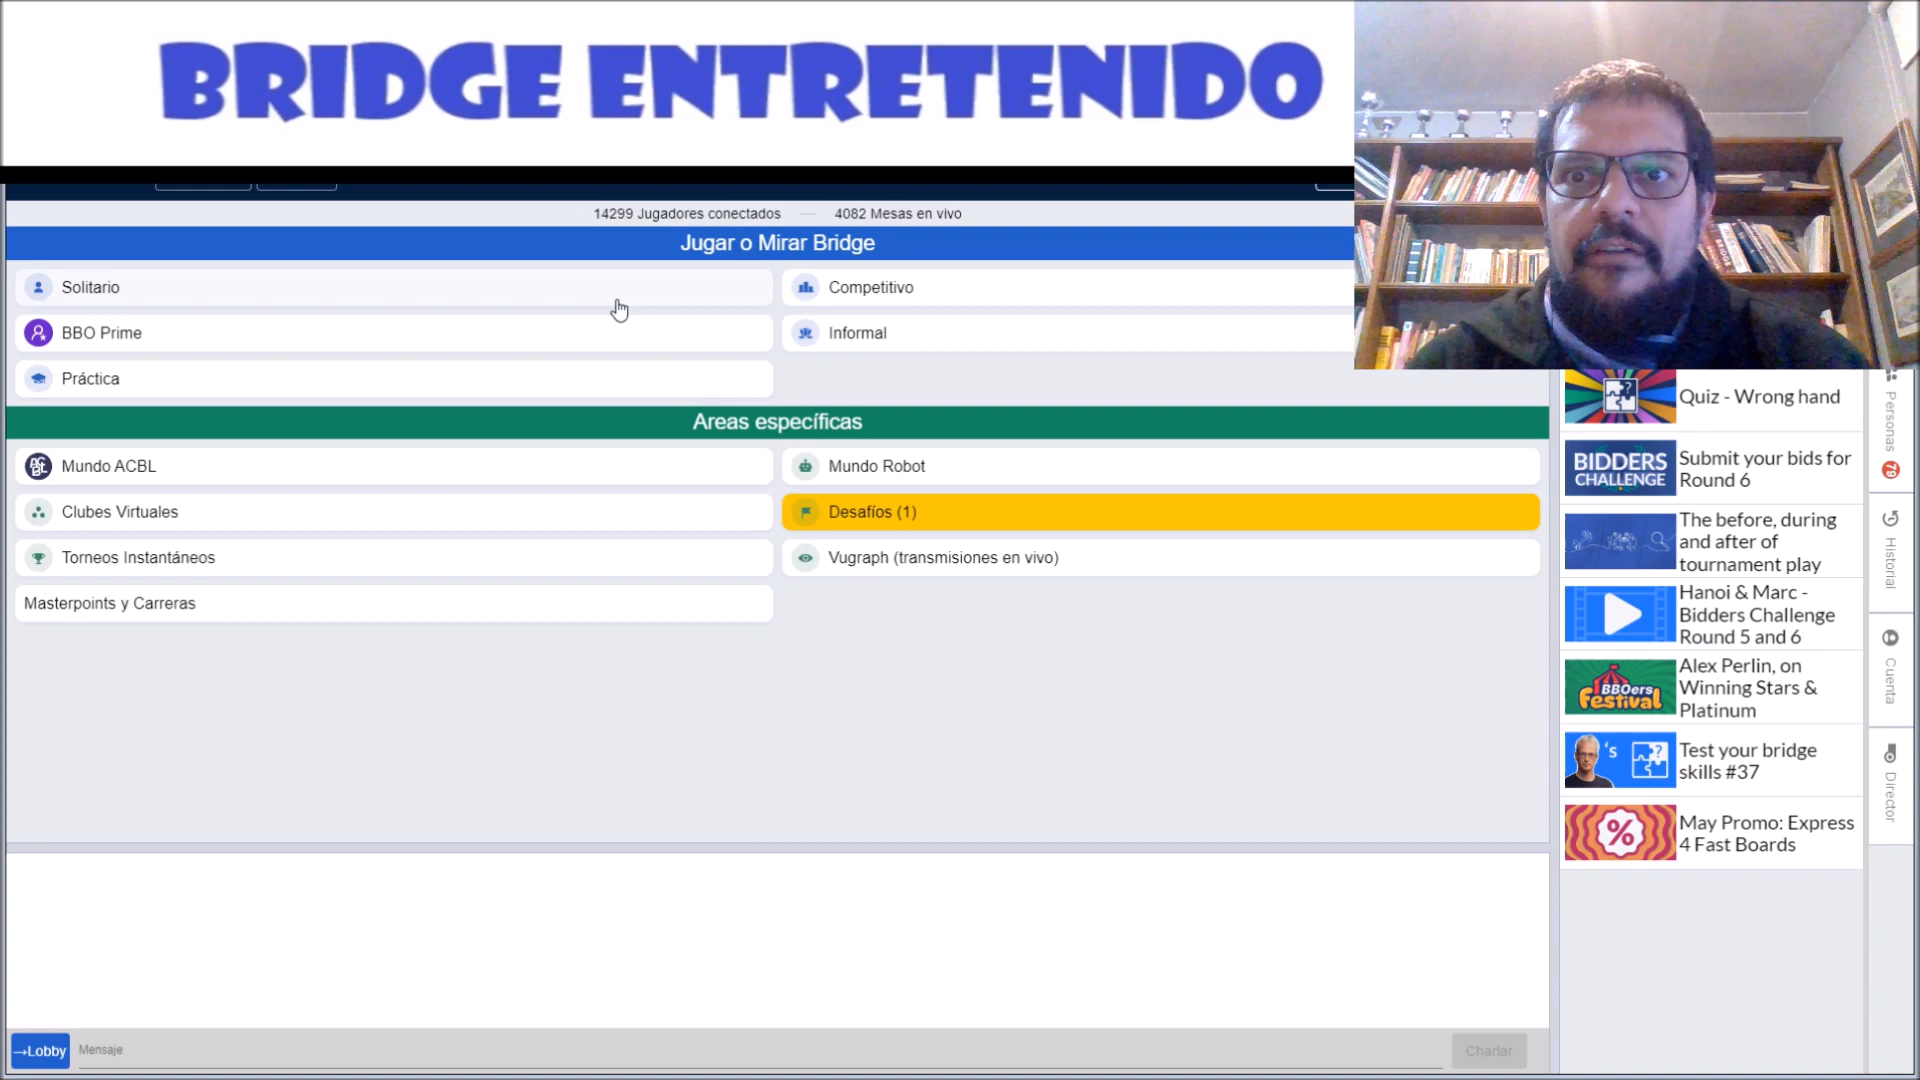 BRIDGE ENTRETENIDO
14299 Jugadores conectados — 4082 Mesas en vivo
Jugar o Mirar Bridge
Solitario
Competitivo
BBO Prime
Informal
Práctica
Areas específicas
Mundo ACBL
Mundo Robot
Clubes Virtuales
Desafíos (1)
Torneos Instantáneos
Vugraph (transmisiones en vivo)
Masterpoints y Carreras
Quiz - Wrong hand
BIDDERS
CHALLENGE
Submit your bids for
Round 6
The before, during
and after of
tournament play
Hanoi & Marc -
Bidders Challenge
Round 5 and 6
BBOers
Festival
Alex Perlin, on
Winning Stars &
Platinum
's
Test your bridge
skills #37
%
May Promo: Express
4 Fast Boards
Personas
79
Historial
Cuenta
Director
→Lobby
Mensaje
Charlar